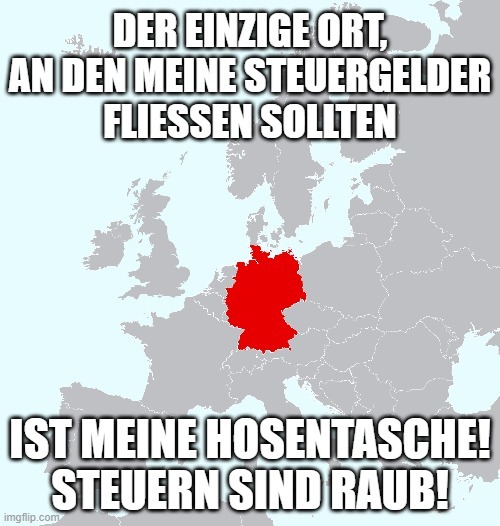 DER EINZIGE ORT,
AN DEN MEINE STEUERGELDER
FLIESSEN SOLLTEN
IST MEINE HOSENTASCHE!
STEUERN SIND RAUB!
imgflip.com